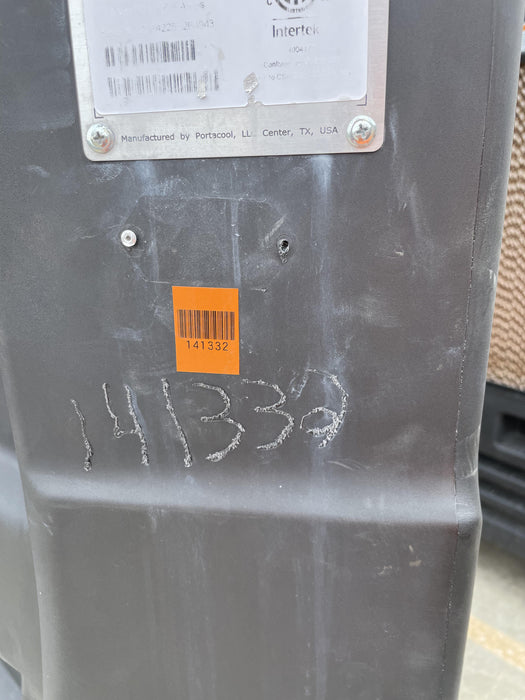 C
Intertek
Manufactured by Portacool, LLC Center, TX, USA
141332
141332